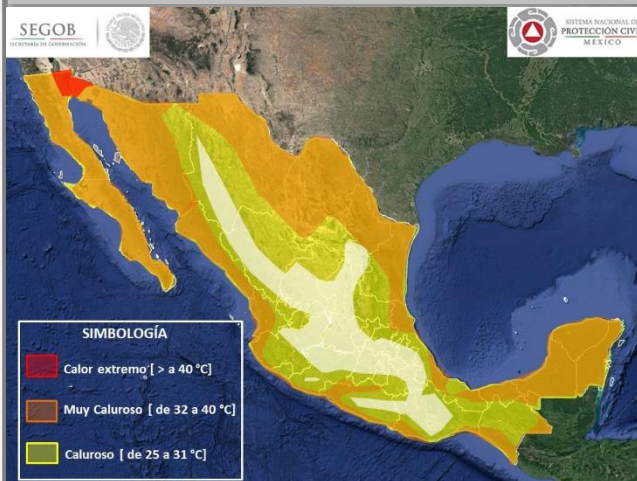 SEGOB
SECRETARÍA DE GOBERNACIÓN
SISTEMA NACIONAL DE
PROTECCIÓN CIVIL
MÉXICO
SIMBOLOGÍA
Calor extremo [ > a 40 °C]
Muy Caluroso [ de 32 a 40 °C]
Caluroso [ de 25 a 31 °C]